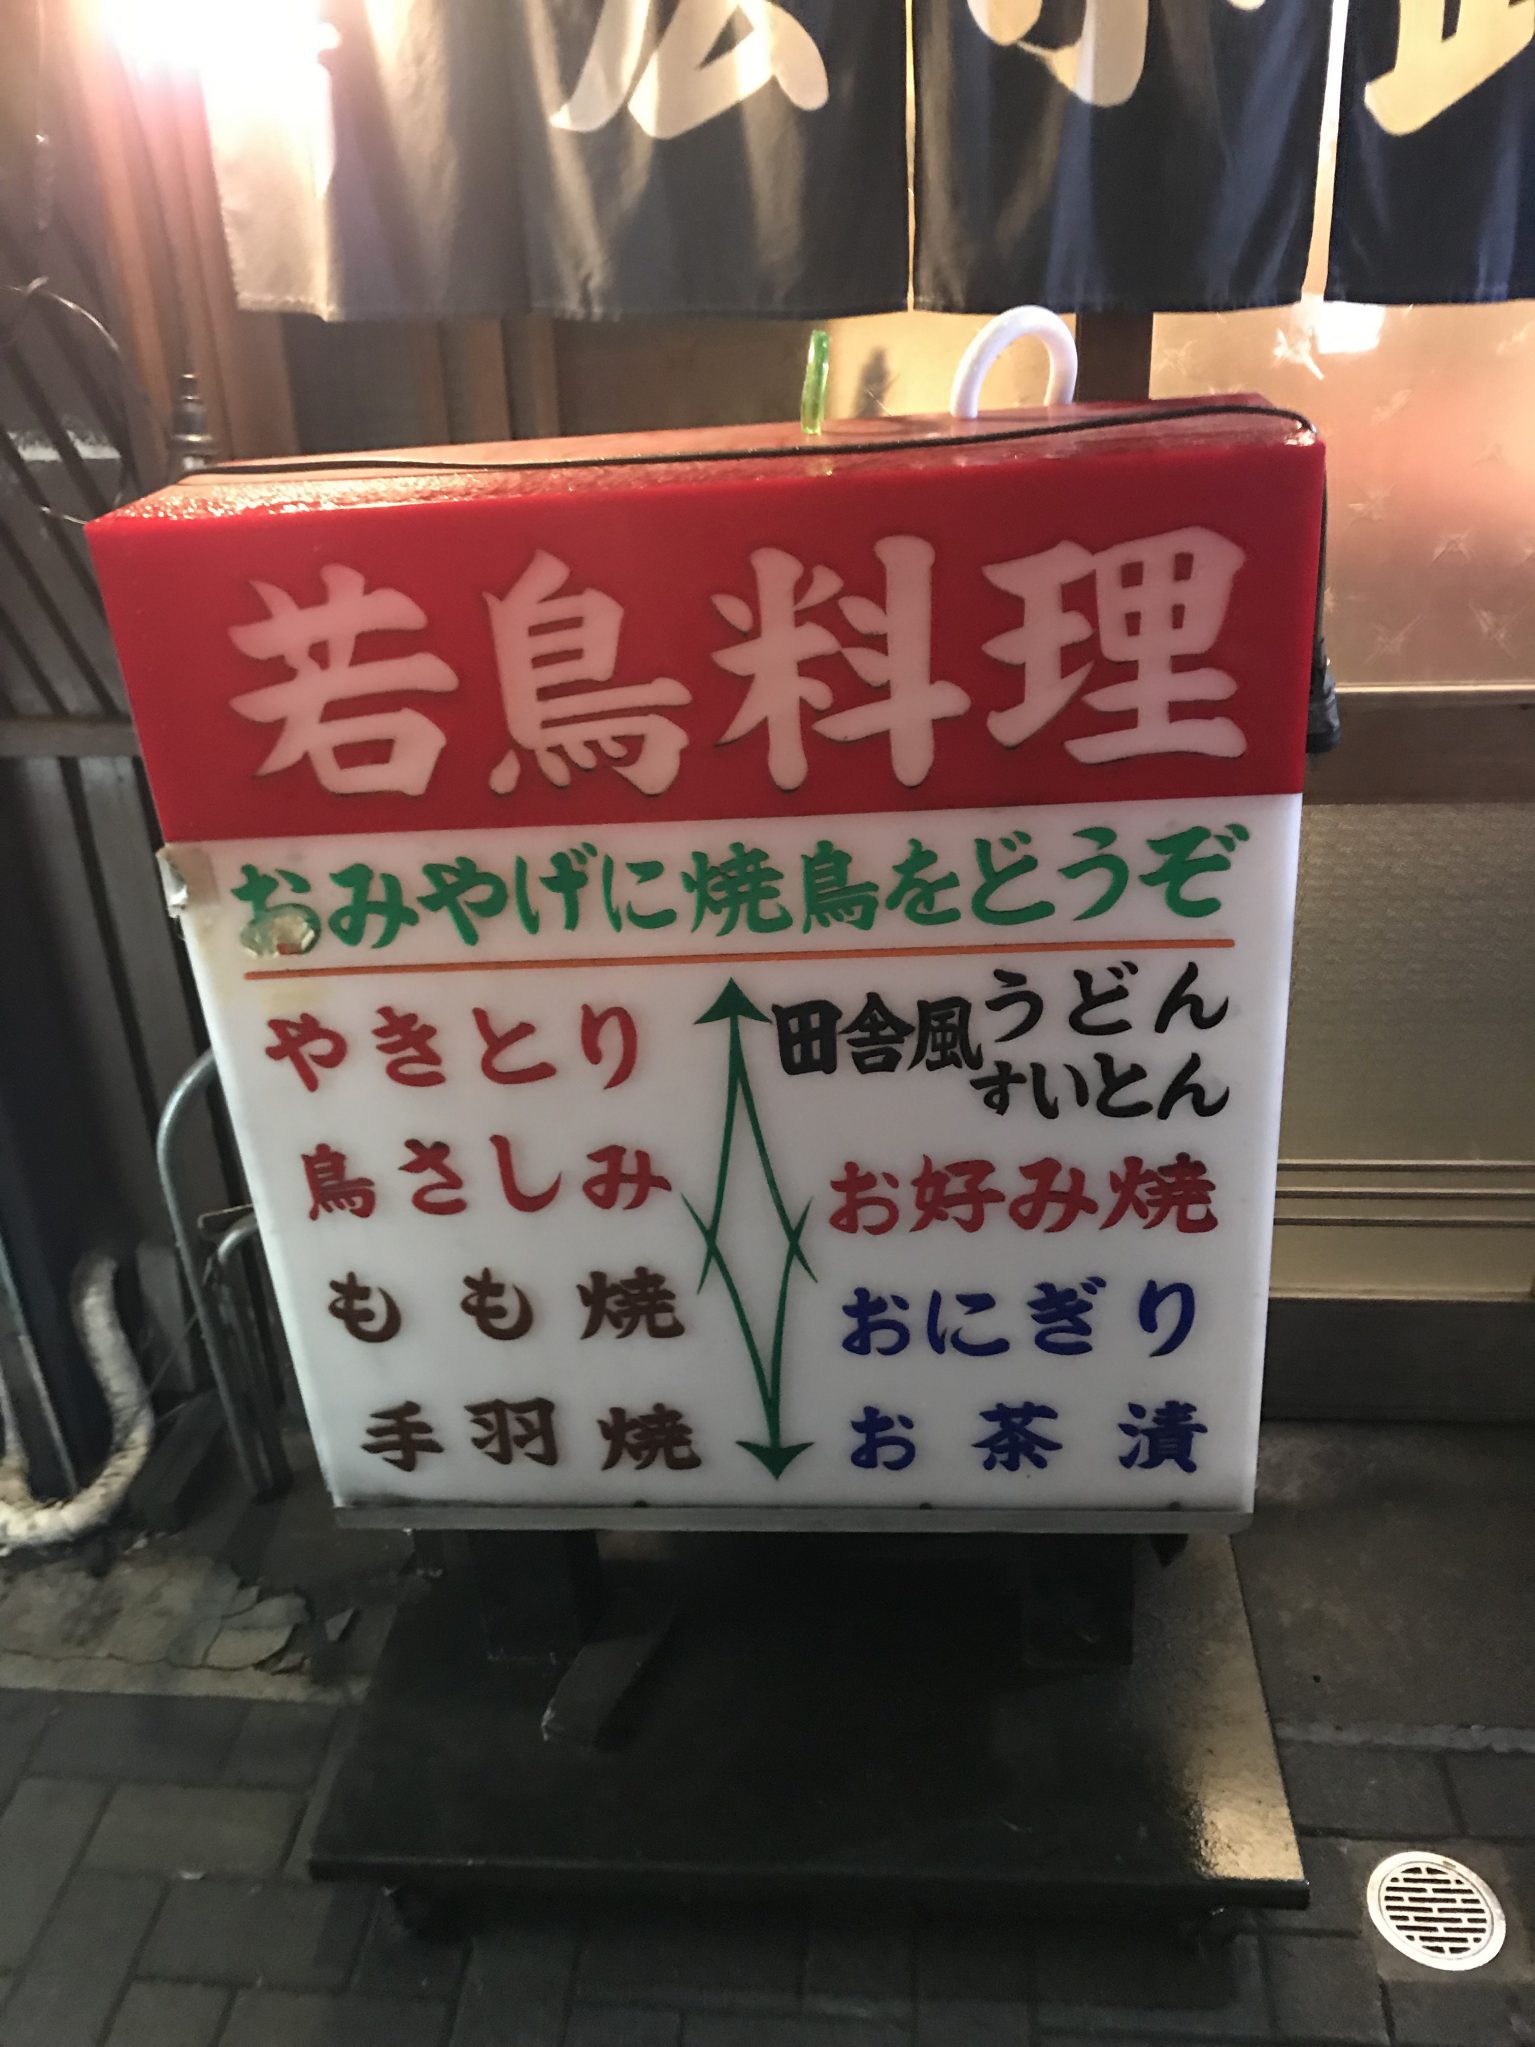 若鳥料理
おみやげに焼鳥をどうぞ
やきとり
鳥さしみ
もも焼
手羽焼
田舎風うどん
すいとん
お好み焼
おにぎり
お茶漬